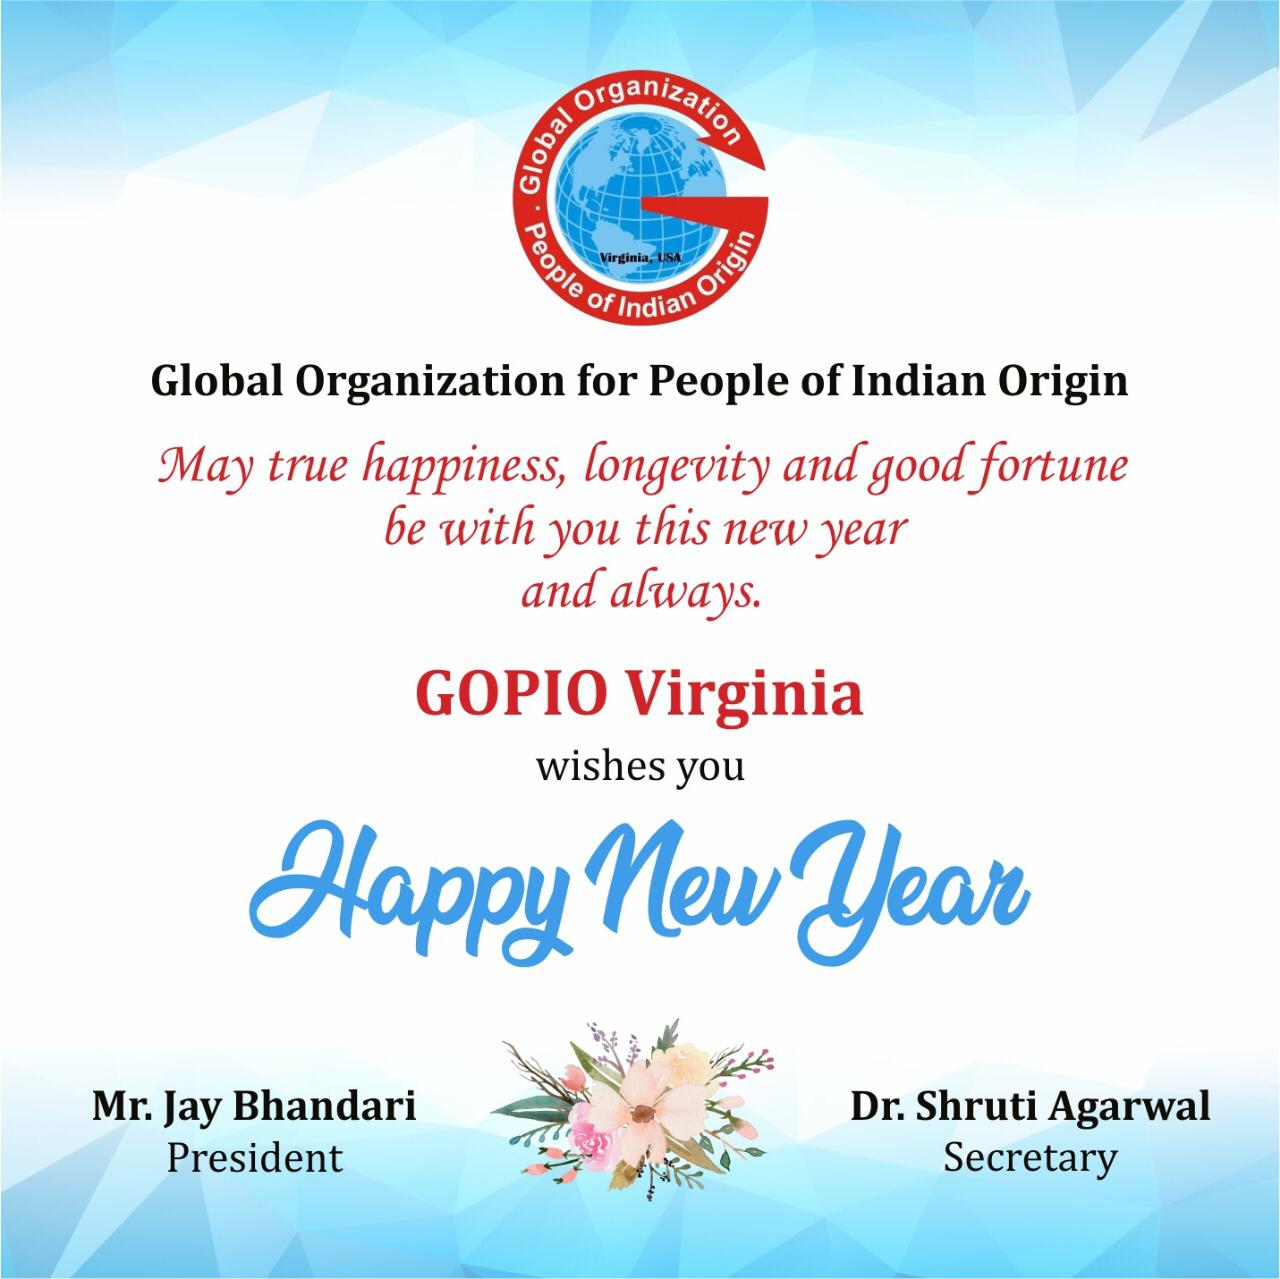 Global Organization
People of Indian Origin
Virginia, USA
Global Organization for People of Indian Origin
May true happiness, longevity and good fortune
be with you this new year
and always.
GOPIO Virginia
wishes you
Happy New Year
Mr. Jay Bhandari
President
Dr. Shruti Agarwal
Secretary